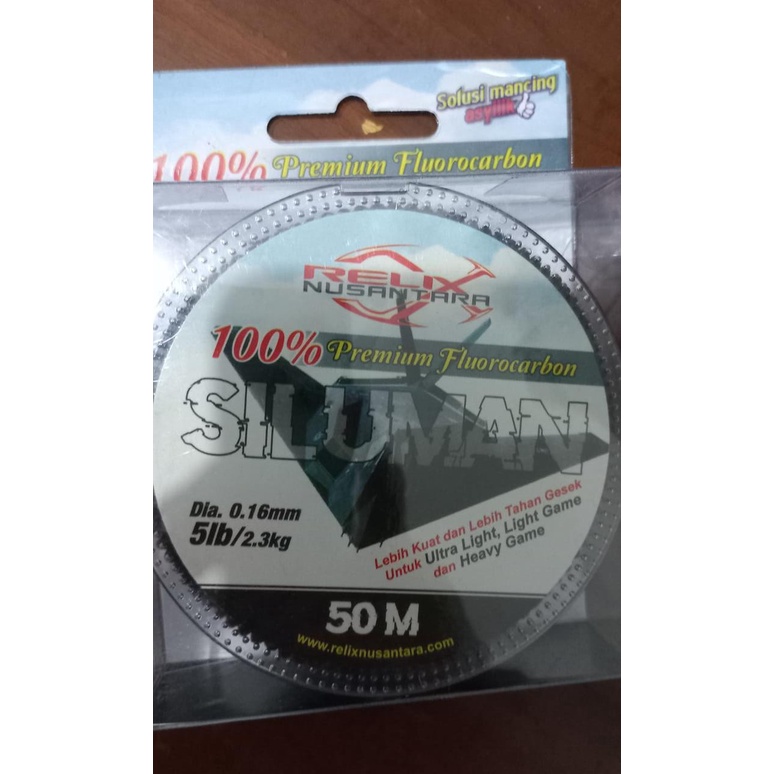 Solusi mancing
asyiiik
100% Premium Fluorocarbon
RELIX
NUSANTARA
100% Premium Fluorocarbon
SILUMAN
Dia. 0.16mm
5lb/2.3kg
Lebih Kuat dan Lebih Tahan Gesek
Untuk Ultra Light, Light Game
dan Heavy Game
50 M
www.relixnusantara.com